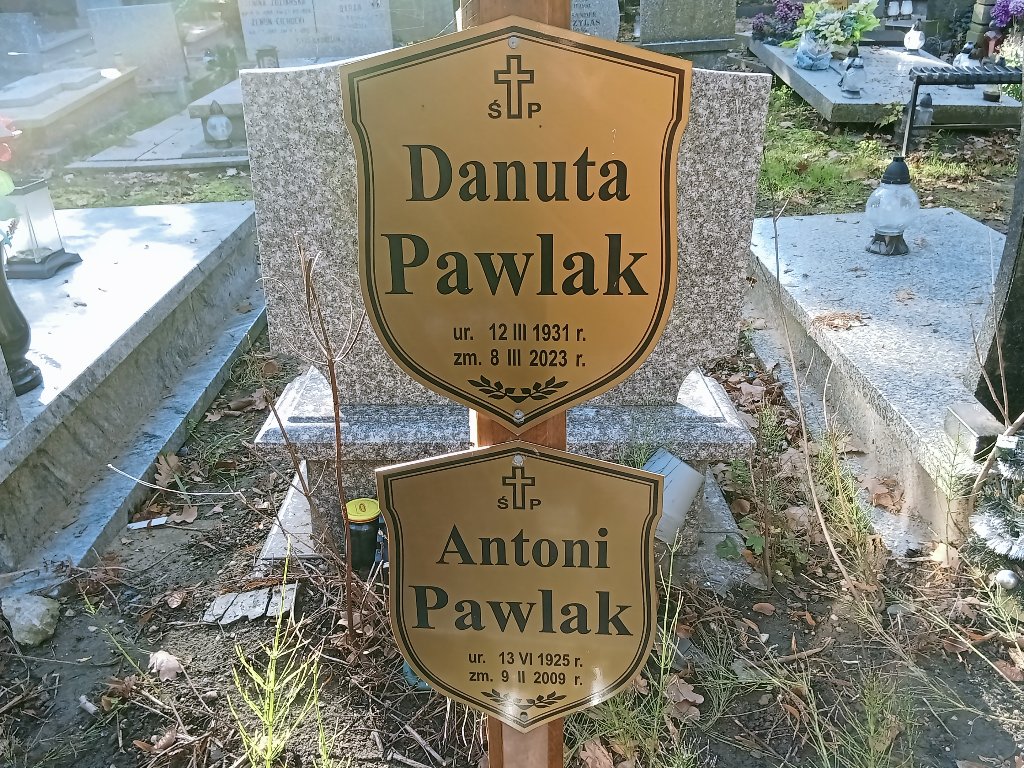 Ś P
Danuta
Pawlak
ur. 12 III 1931 r.
zm. 8 III 2023 r.
Ś P
Antoni
Pawlak
ur. 13 VI 1925 r.
zm. 9 II 2009 r.